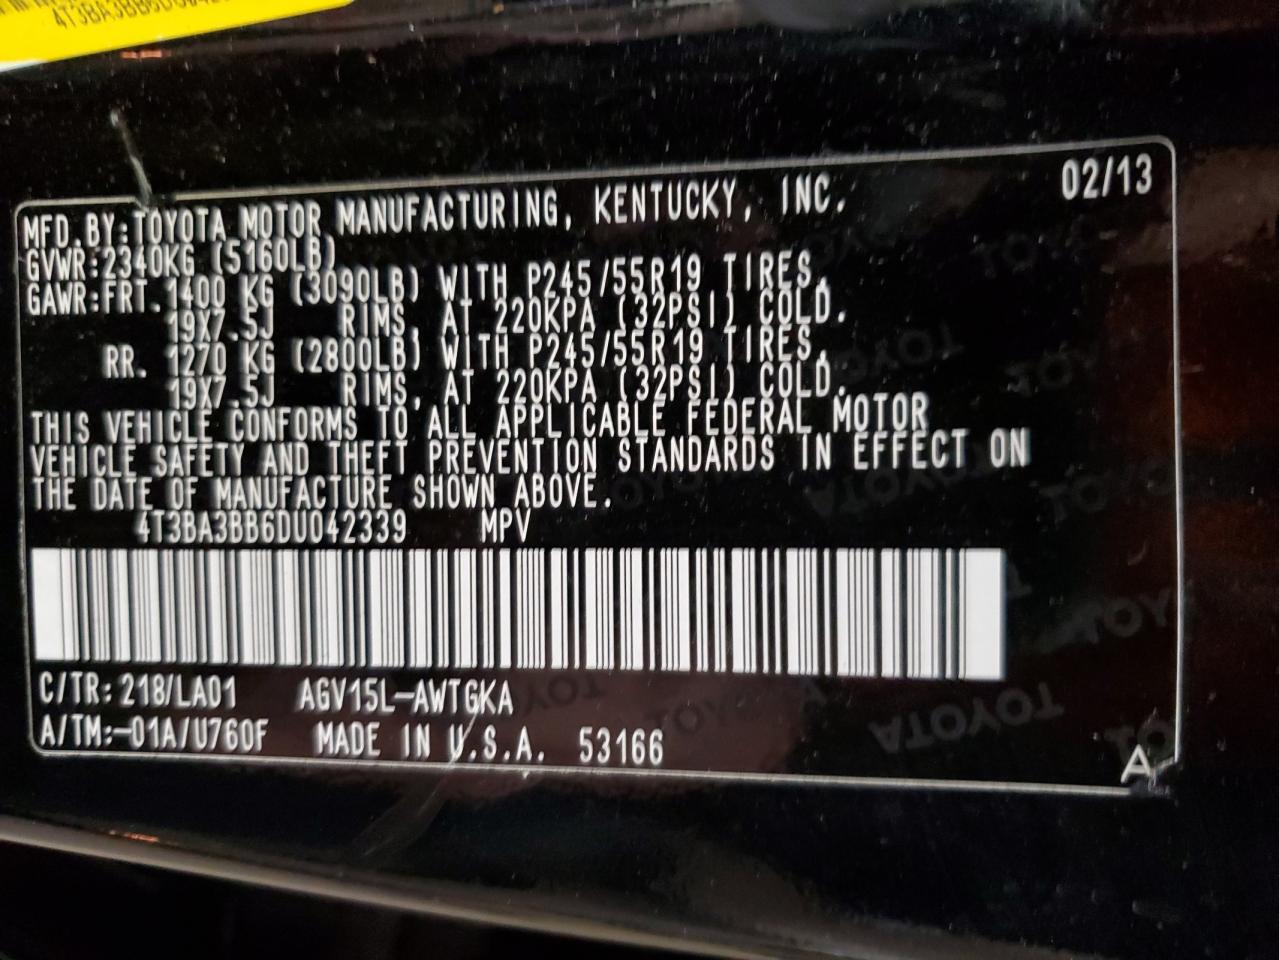 4T3BA3BB6DU042
02/13
MFD.BY:TOYOTA MOTOR MANUFACTURING, KENTUCKY, INC.
GVWR:2340KG (5160LB)
GAWR:FRT.1400 KG (3090LB) WITH P245/55R19 TIRES,
19X7.5J RIMS, AT 220KPA (32PSI) COLD.
RR. 1270 KG (2800LB) WITH P245/55R19 TIRES,
19X7.5J RIMS, AT 220KPA (32PSI) COLD.
THIS VEHICLE CONFORMS TO ALL APPLICABLE FEDERAL MOTOR
VEHICLE SAFETY AND THEFT PREVENTION STANDARDS IN EFFECT ON
THE DATE OF MANUFACTURE SHOWN ABOVE.
4T3BA3BB6DU042339 MPV
C/TR:218/LA01 AGV15L-AWTGKA
A/TM:-01A/U760F MADE IN U.S.A. 53166
A
TOYOTA